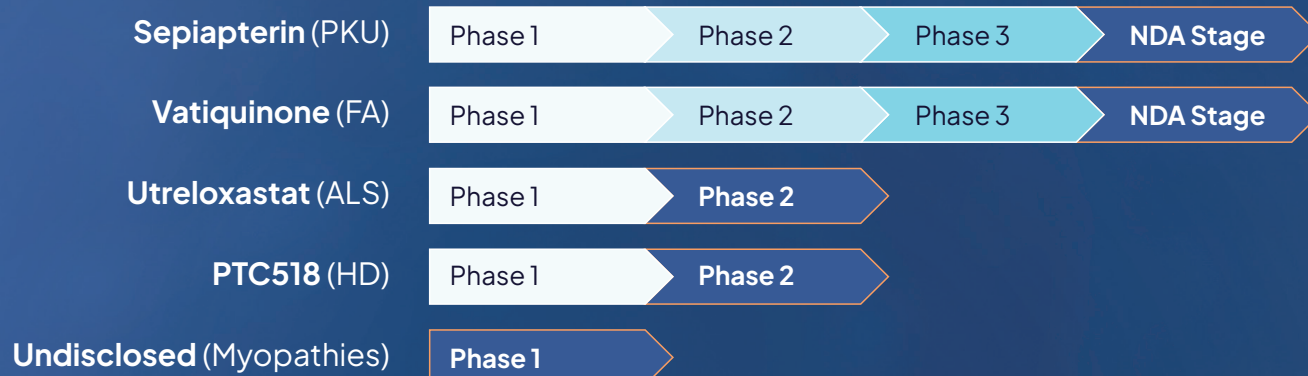 Sepiapterin (PKU) Phase 1 Phase 2 Phase 3 NDA Stage
Vatiquinone (FA) Phase 1 Phase 2 Phase 3 NDA Stage
Utreloxastat (ALS) Phase 1 Phase 2
PTC518 (HD) Phase 1 Phase 2
Undisclosed (Myopathies) Phase 1